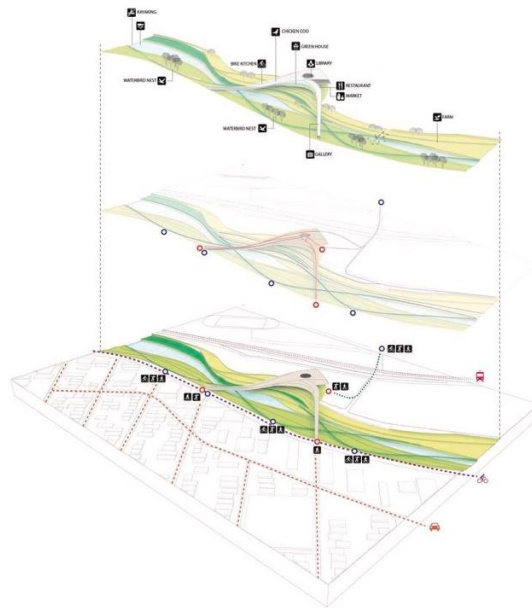 KAYAKING
CHICKEN COO
GREEN HOUSE
BIKE KITCHEN
LIBRARY
WATERBIRD NEST
RESTAURANT
MARKET
FARM
WATERBIRD NEST
GALLERY